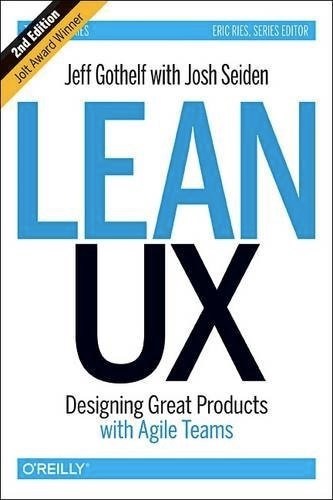 2nd Edition
Jolt Award Winner
ERIC RIES, SERIES EDITOR
Jeff Gothelf with Josh Seiden
LEAN
UX
Designing Great Products
with Agile Teams
O'REILLY®